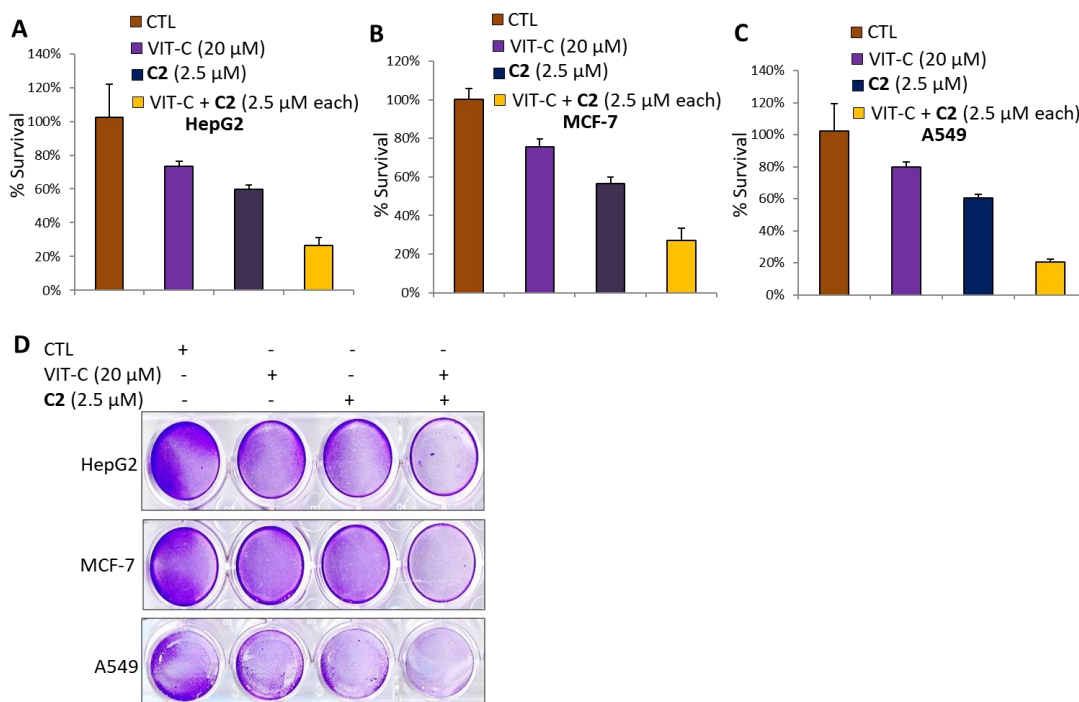 A
CTL
VIT-C (20 µM)
C2 (2.5 µM)
VIT-C + C2 (2.5 µM each)
HepG2
% Survival
140%
120%
100%
80%
60%
40%
20%
0%
B
CTL
VIT-C (20 µM)
C2 (2.5 µM)
VIT-C + C2 (2.5 µM each)
MCF-7
% Survival
120%
100%
80%
60%
40%
20%
0%
C
CTL
VIT-C (20 µM)
C2 (2.5 µM)
VIT-C + C2 (2.5 µM each)
A549
% Survival
140%
120%
100%
80%
60%
40%
20%
0%
D
CTL + - - -
VIT-C (20 µM) - + - +
C2 (2.5 µM) - - + +
HepG2
MCF-7
A549